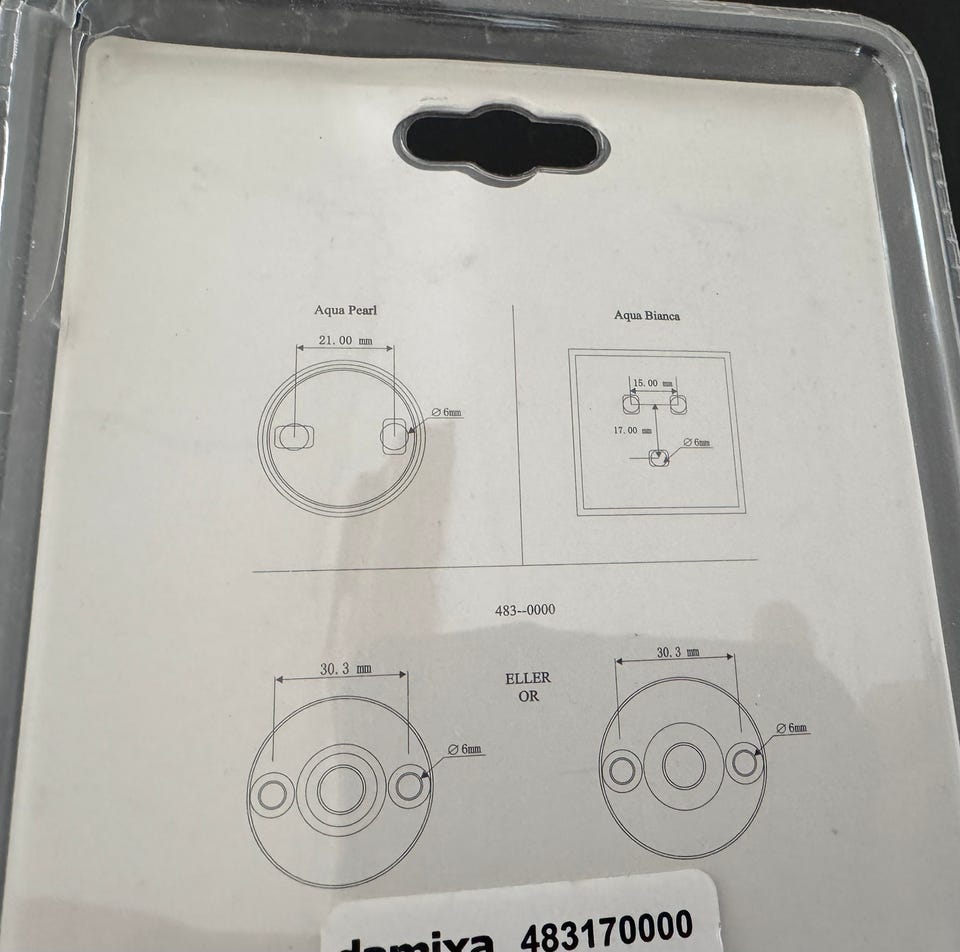 Aqua Pearl
21.00 mm
Ø 6mm
Aqua Bianca
15.00 mm
17.00 mm
Ø 6mm
483--0000
30.3 mm
Ø 6mm
ELLER
OR
30.3 mm
Ø 6mm
damixa 483170000